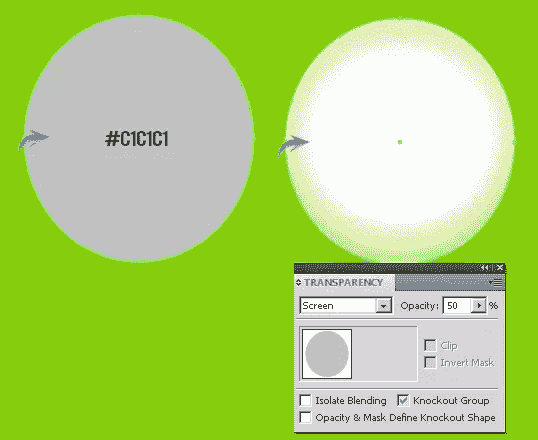 #C1C1C1
TRANSPARENCY
Screen Opacity: 50 %
Clip
Invert Mask
Isolate Blending Knockout Group
Opacity & Mask Define Knockout Shape